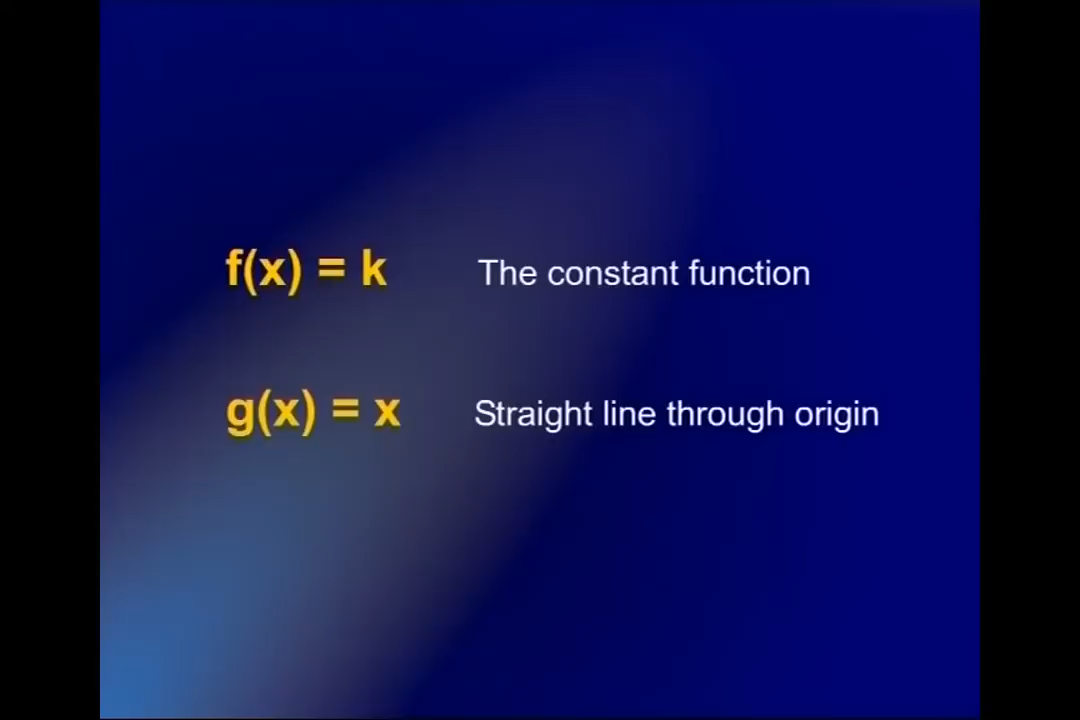 f(x) = k The constant function
g(x) = x Straight line through origin